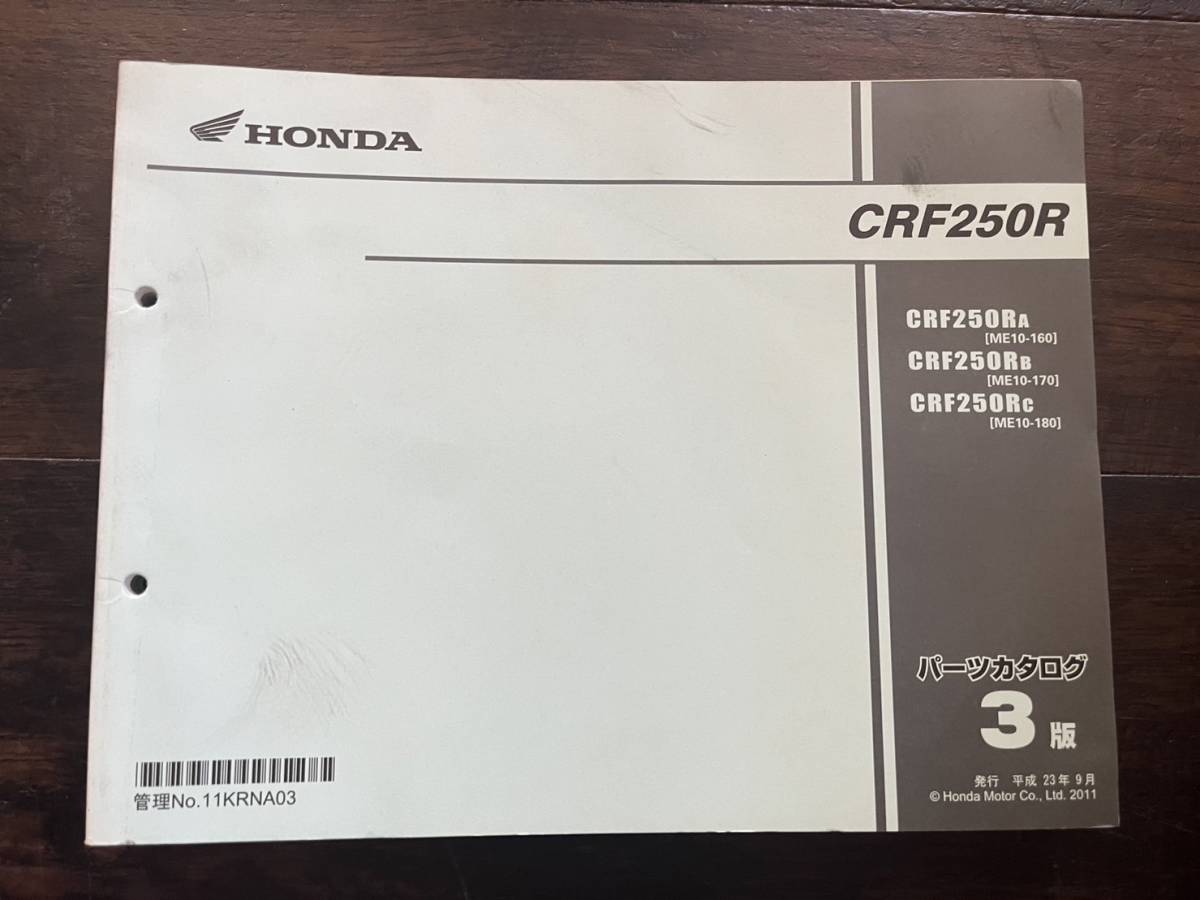 HONDA
CRF250R
CRF250RA
[ME10-160]
CRF250RB
[ME10-170]
CRF250RC
[ME10-180]
パーツカタログ
3版
発行 平成 23年 9月
© Honda Motor Co., Ltd. 2011
管理No.11KRNA03